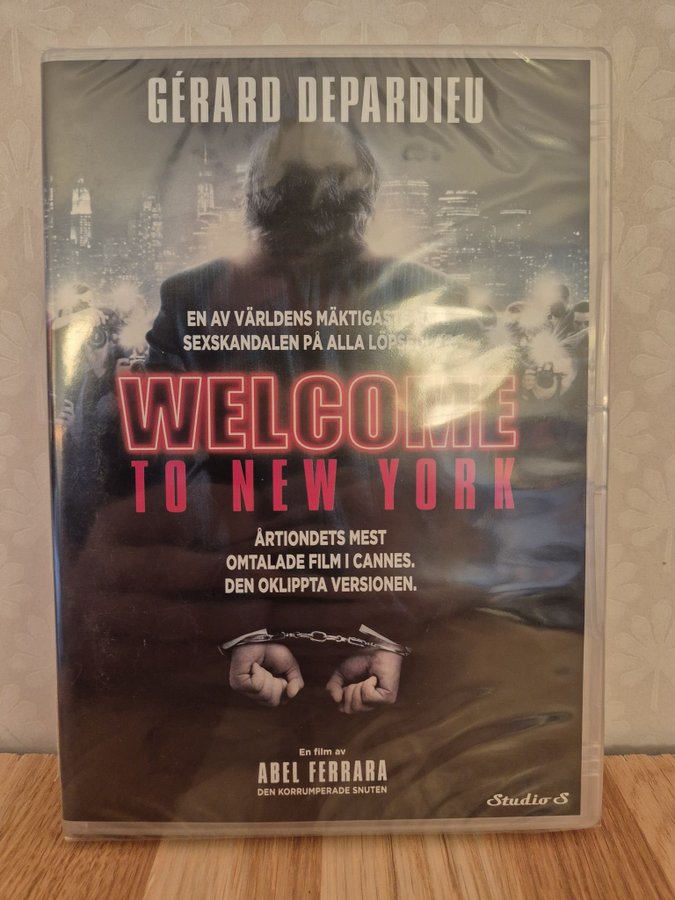 GÉRARD DEPARDIEU
EN AV VÄRLDENS MÄKTIGASTE
SEXSKANDALEN PÅ ALLA
WELCOME
TO NEW YORK
ÅRTIONDETS MEST
OMTALADE FILM I CANNES.
DEN OKLIPPTA VERSIONEN.
En film av
ABEL FERRARA
DEN KORRUMPERADE SNUTEN
Studio S